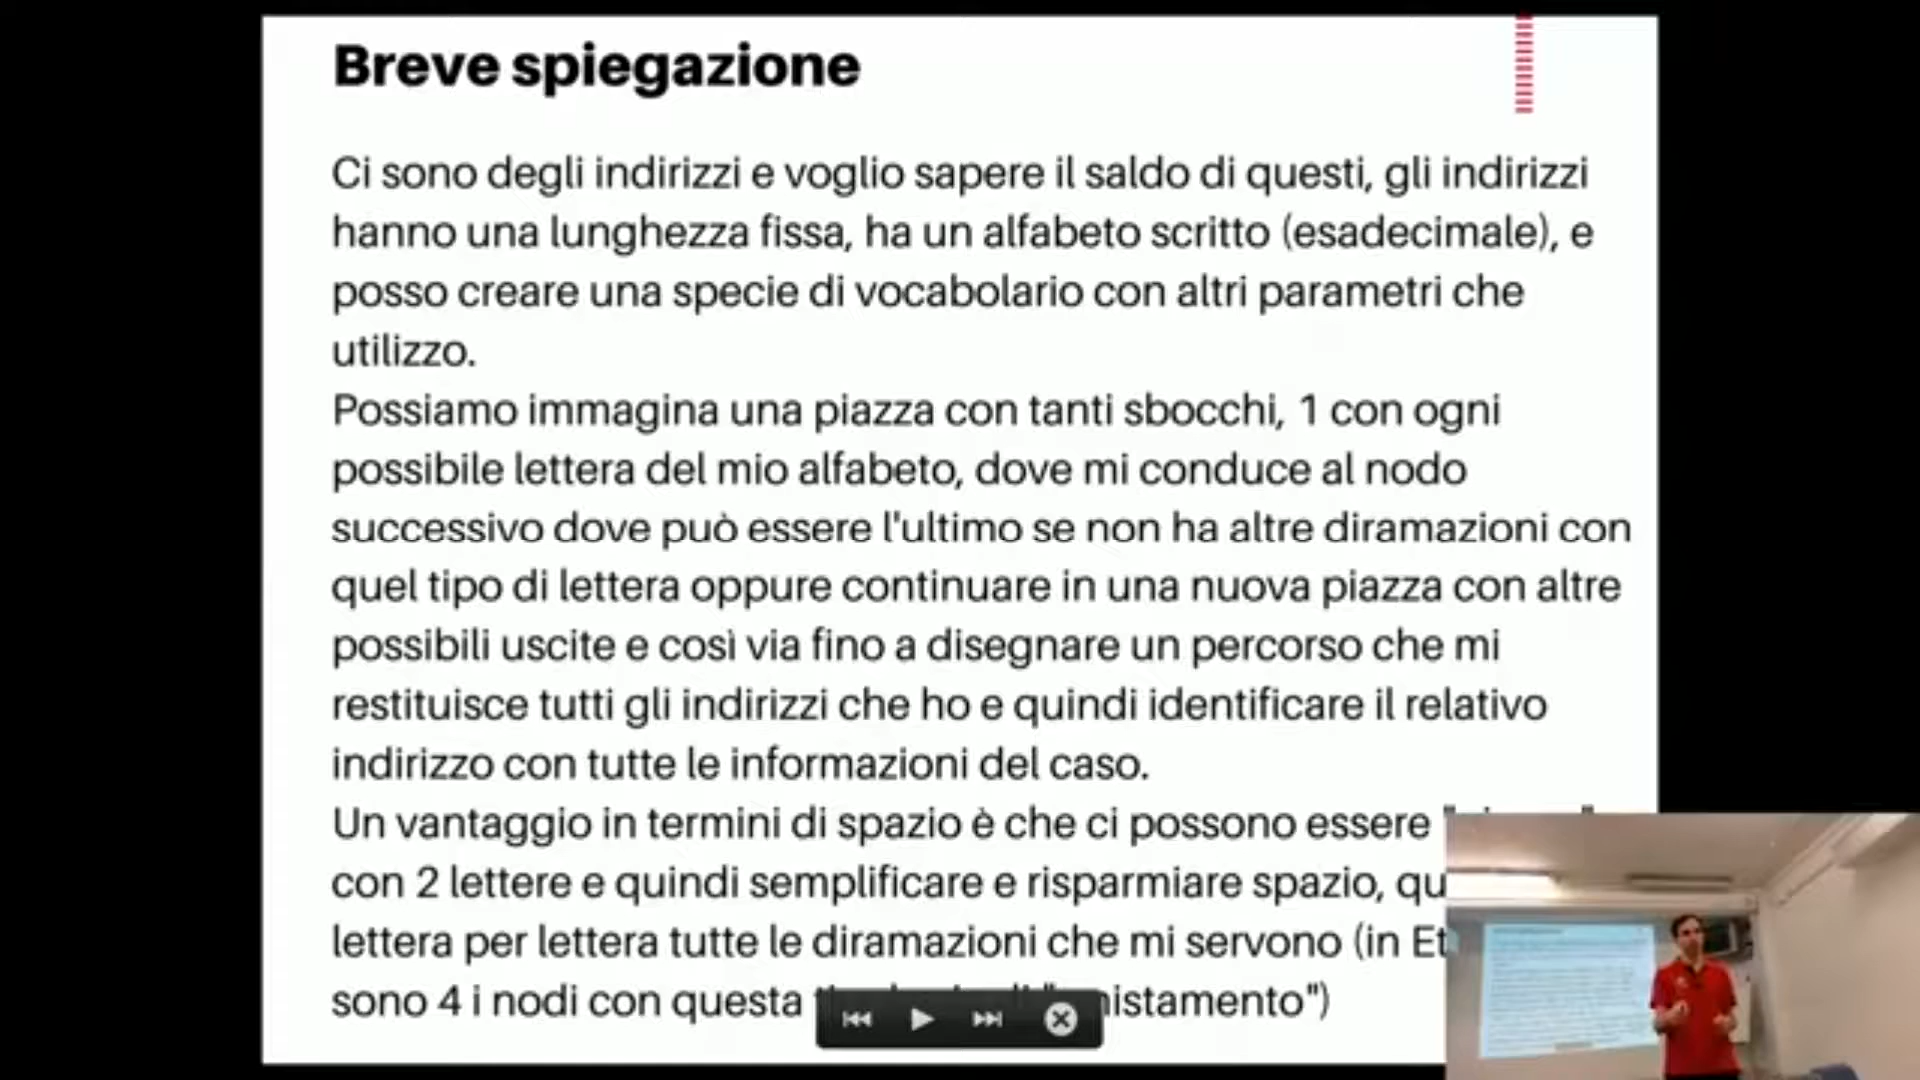 Breve spiegazione
Ci sono degli indirizzi e voglio sapere il saldo di questi, gli indirizzi
hanno una lunghezza fissa, ha un alfabeto scritto (esadecimale), e
posso creare una specie di vocabolario con altri parametri che
utilizzo.
Possiamo immagina una piazza con tanti sbocchi, 1 con ogni
possibile lettera del mio alfabeto, dove mi conduce al nodo
successivo dove può essere l'ultimo se non ha altre diramazioni con
quel tipo di lettera oppure continuare in una nuova piazza con altre
possibili uscite e così via fino a disegnare un percorso che mi
restituisce tutti gli indirizzi che ho e quindi identificare il relativo
indirizzo con tutte le informazioni del caso.
Un vantaggio in termini di spazio è che ci possono essere
con 2 lettere e quindi semplificare e risparmiare spazio,
lettera per lettera tutte le diramazioni che mi servono (in
sono 4 i nodi con questa